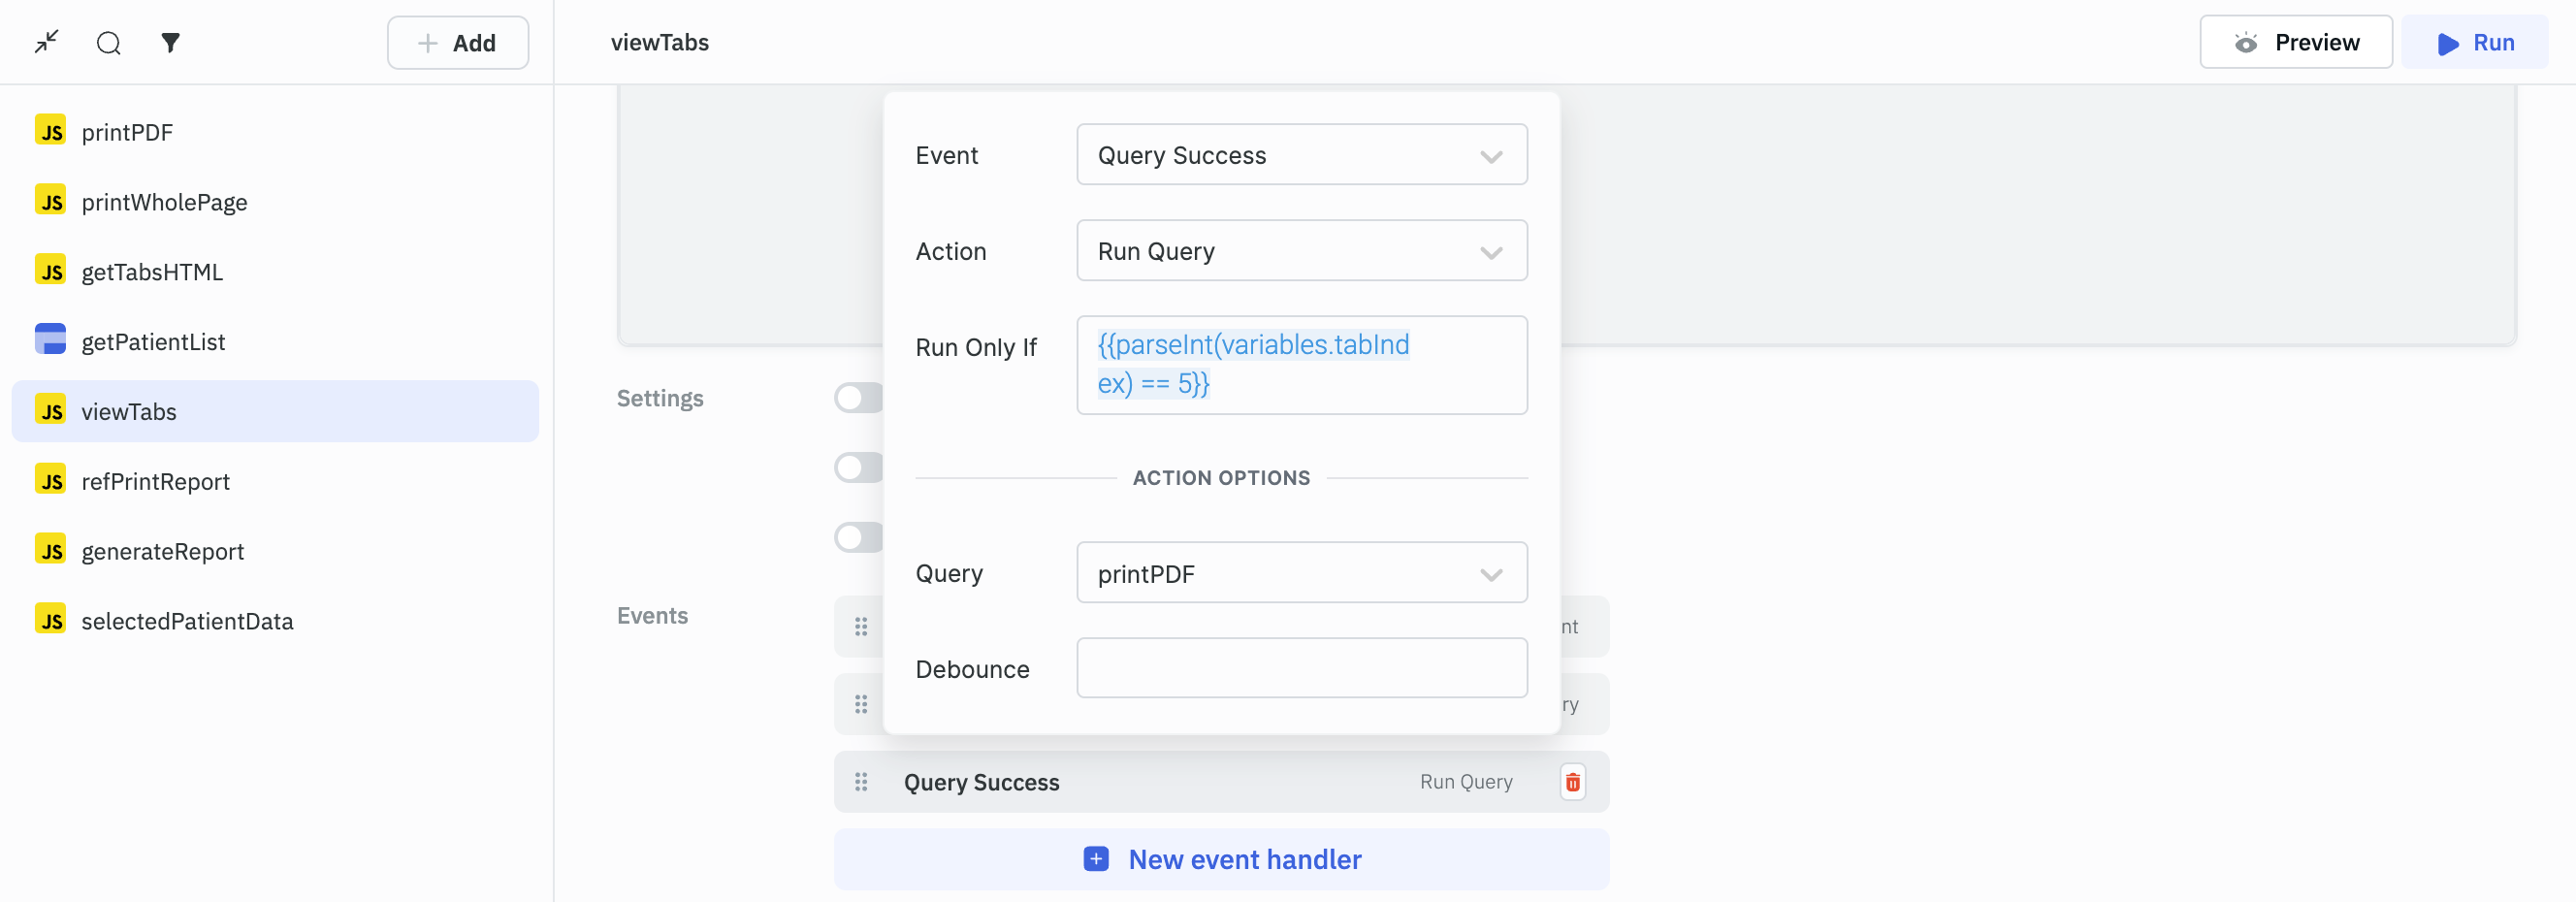 Add
viewTabs
Preview
Run
JS printPDF
JS printWholePage
JS getTabsHTML
getPatientList
JS viewTabs
JS refPrintReport
JS generateReport
JS selectedPatientData
Event
Query Success
Action
Run Query
Run Only If
{{parseInt(variables.tabInd
ex) == 5}}
ACTION OPTIONS
Query
printPDF
Debounce
Settings
Events
nt
ry
Query Success
Run Query
New event handler